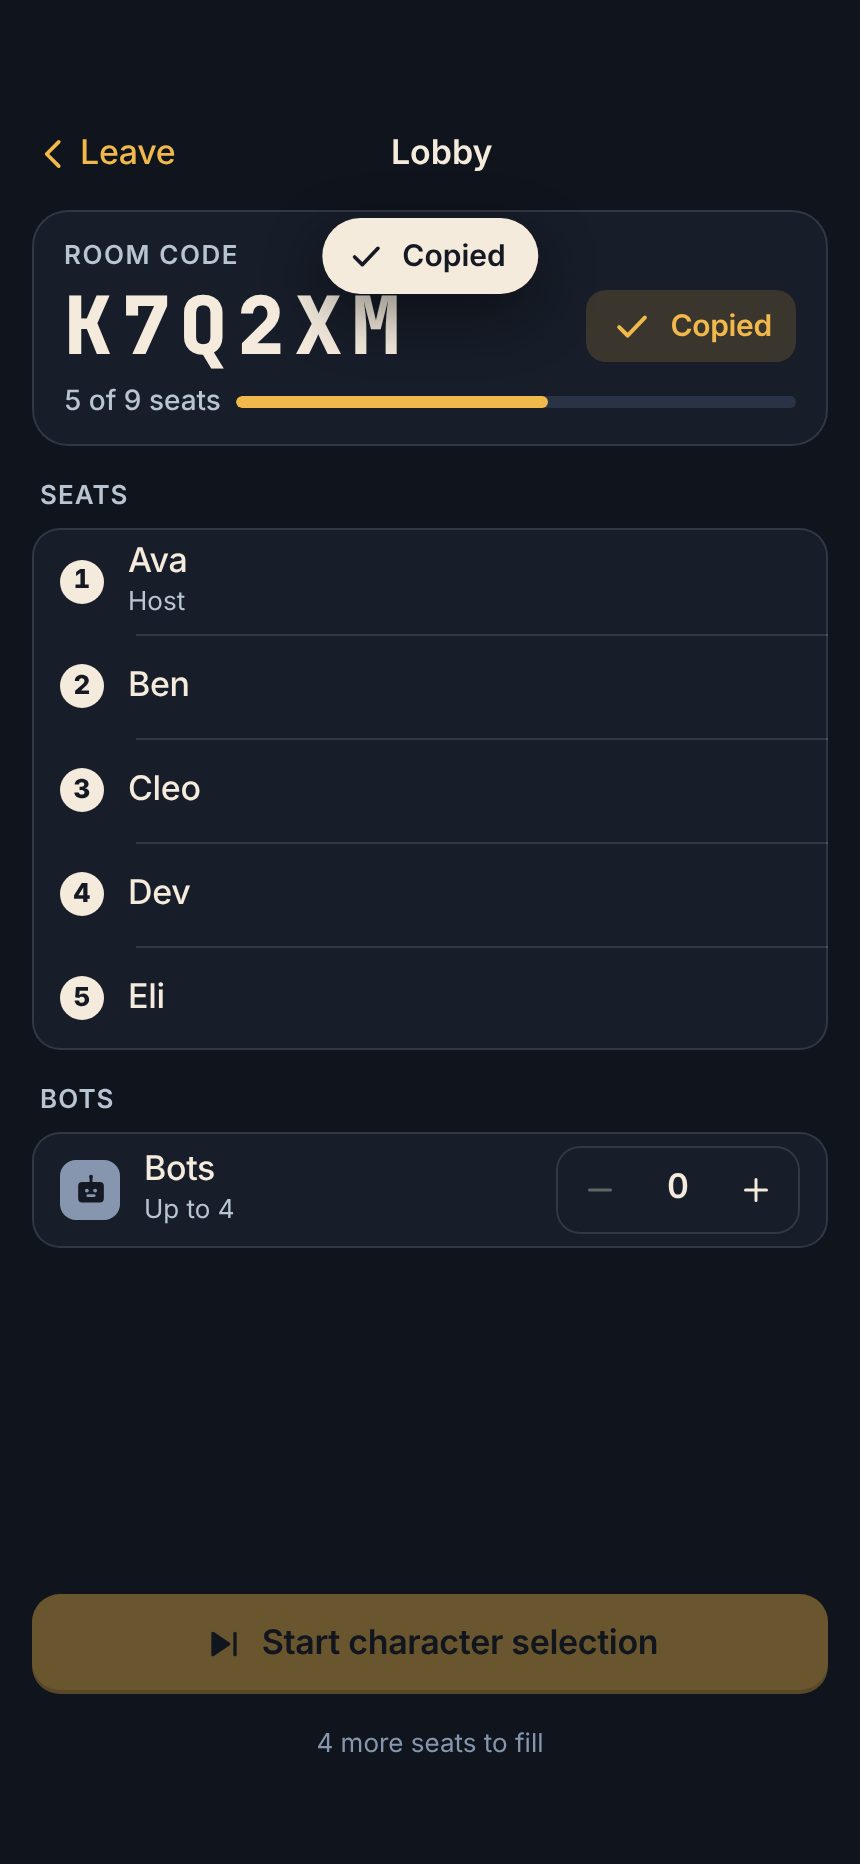 Leave
Lobby
ROOM CODE
Copied
K7Q2XM
Copied
5 of 9 seats
SEATS
1
Ava
Host
2
Ben
3
Cleo
4
Dev
5
Eli
BOTS
Bots
Up to 4
0
Start character selection
4 more seats to fill